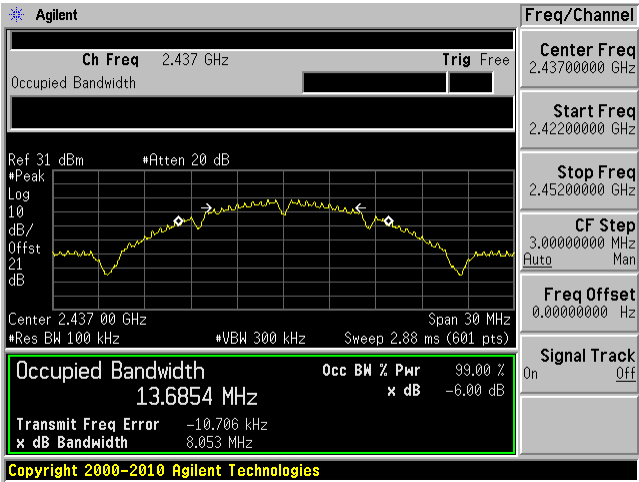 Agilent
Freq/Channel
Ch Freq 2.437 GHz Trig Free
Occupied Bandwidth
Center Freq
2.43700000 GHz
Start Freq
2.42200000 GHz
Stop Freq
2.45200000 GHz
CF Step
3.00000000 MHz
Auto Man
Freq Offset
0.00000000 Hz
Signal Track
On Off
Ref 31 dBm #Atten 20 dB
#Peak
Log
10
dB/
Offst
21
dB
Center 2.437 00 GHz Span 30 MHz
#Res BW 100 kHz #VBW 300 kHz Sweep 2.88 ms (601 pts)
Occupied Bandwidth Occ BW % Pwr 99.00 %
13.6854 MHz x dB -6.00 dB
Transmit Freq Error -10.706 kHz
x dB Bandwidth 8.053 MHz
Copyright 2000-2010 Agilent Technologies